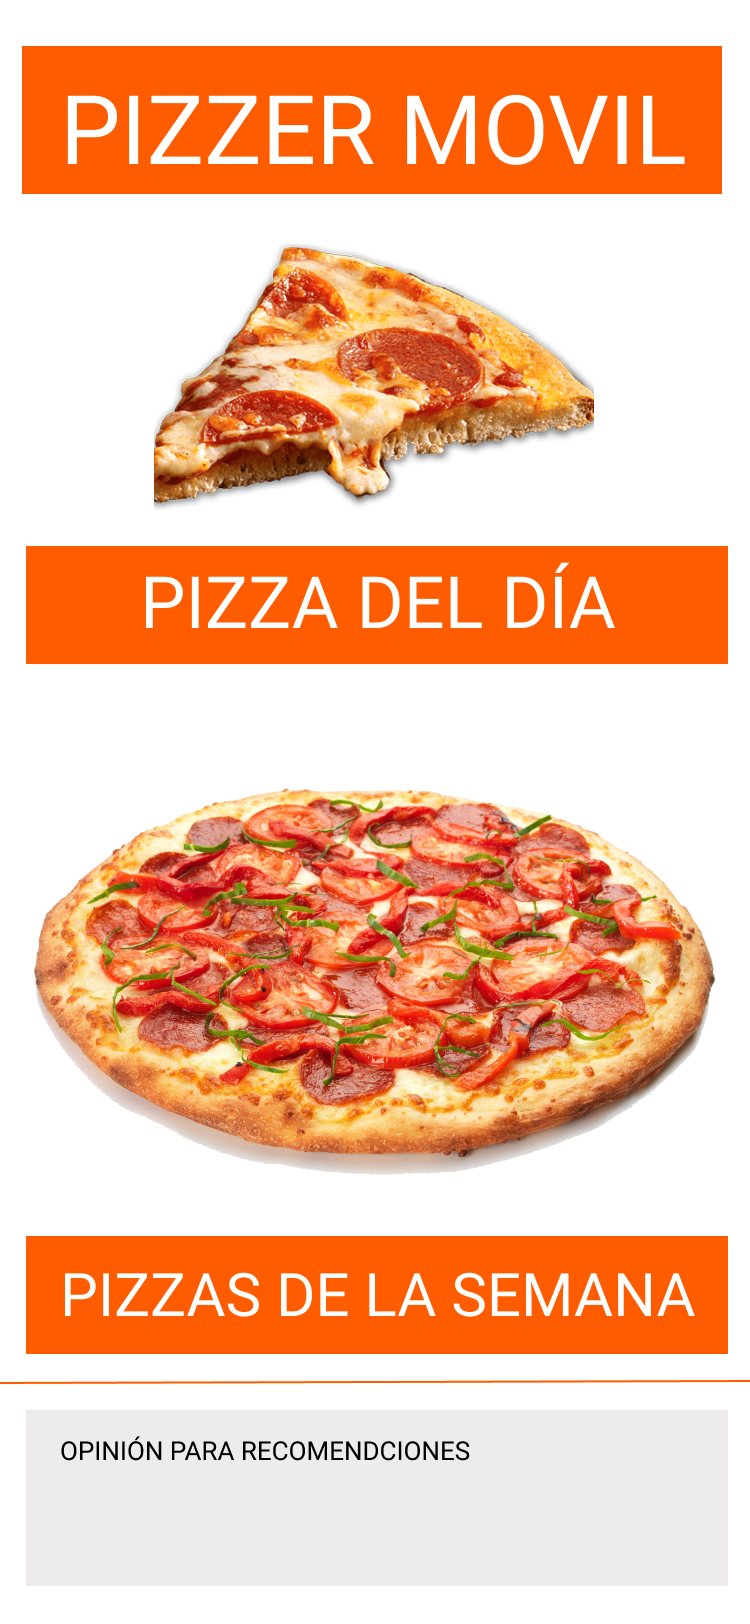 PIZZER MOVIL
PIZZA DEL DÍA
PIZZAS DE LA SEMANA
OPINIÓN PARA RECOMENDCIONES